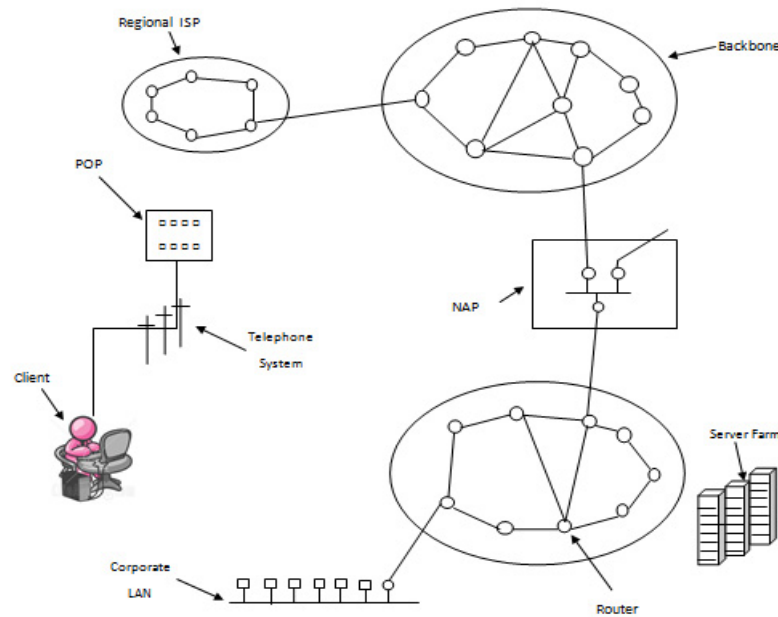 Regional ISP
Backbone
POP
Telephone
System
NAP
Client
Server Farm
Corporate
LAN
Router